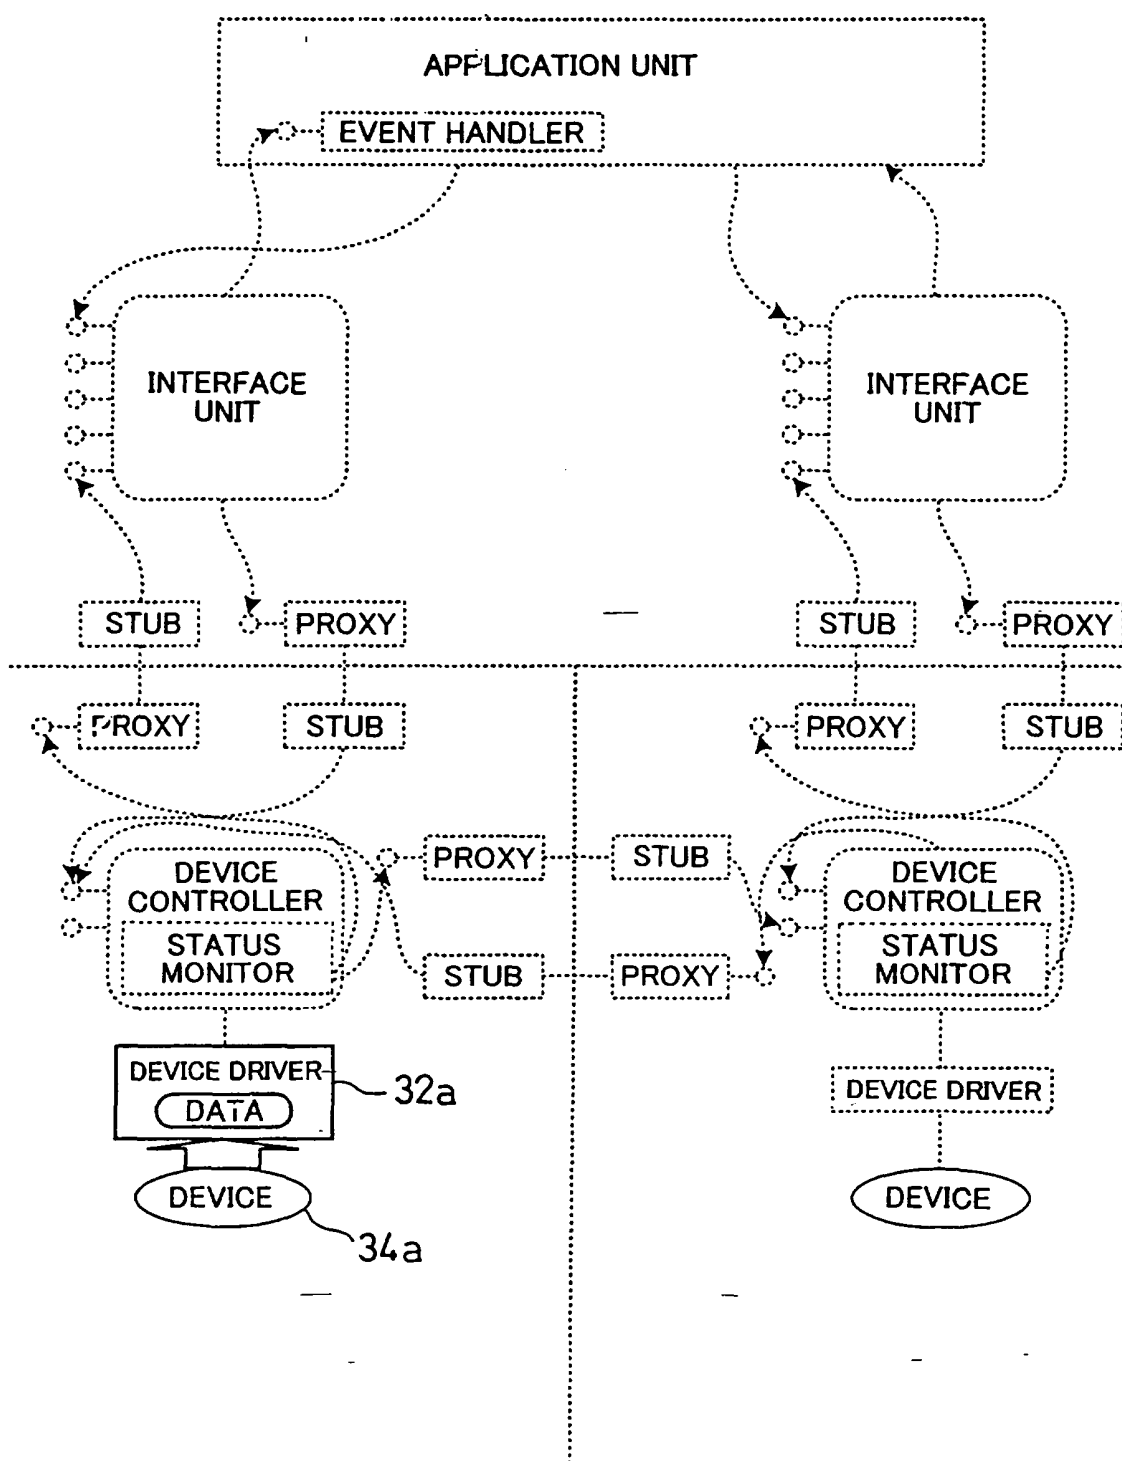 APPLICATION UNIT
EVENT HANDLER
INTERFACE
UNIT
INTERFACE
UNIT
STUB
PROXY
STUB
PROXY
PROXY
STUB
PROXY
STUB
DEVICE
CONTROLLER
STATUS
MONITOR
PROXY
STUB
STUB
PROXY
DEVICE
CONTROLLER
STATUS
MONITOR
DEVICE DRIVER
DATA
32a
DEVICE DRIVER
DEVICE
34a
DEVICE